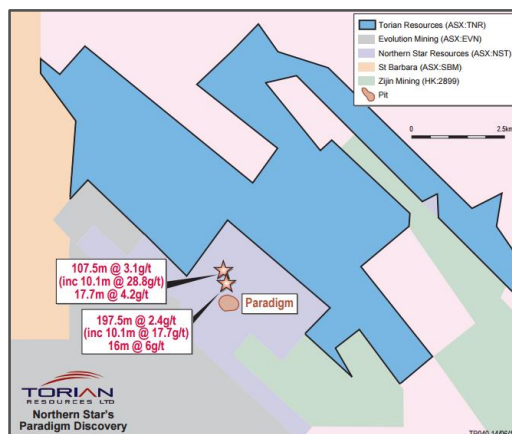 Torian Resources (ASX:TNR)
Evolution Mining (ASX:EVN)
Northern Star Resources (ASX:NST)
St Barbara (ASX:SBM)
Zijin Mining (HK:2899)
Pit
0 2.5km
107.5m @ 3.1g/t
(inc 10.1m @ 28.8g/t)
17.7m @ 4.2g/t
Paradigm
197.5m @ 2.4g/t
(inc 10.1m @ 17.7g/t)
16m @ 6g/t
TORIAN
RESOURCES LTD
Northern Star's
Paradigm Discovery